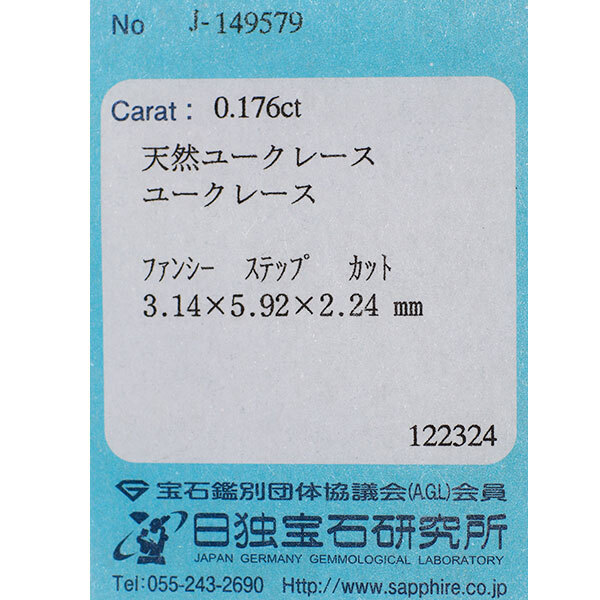 No J-149579
Carat: 0.176ct
天然ユークレース
ユークレース
ファンシー ステップ カット
3.14×5.92×2.24 mm
122324
宝石鑑別団体協議会(A.G.L)会員
日独宝石研究所
JAPAN GERMANY GEMMOLOGICAL LABORATORY
Tel:055-243-2690 Http://www.sapphire.co.jp